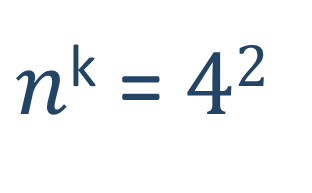 nᵏ = 4²